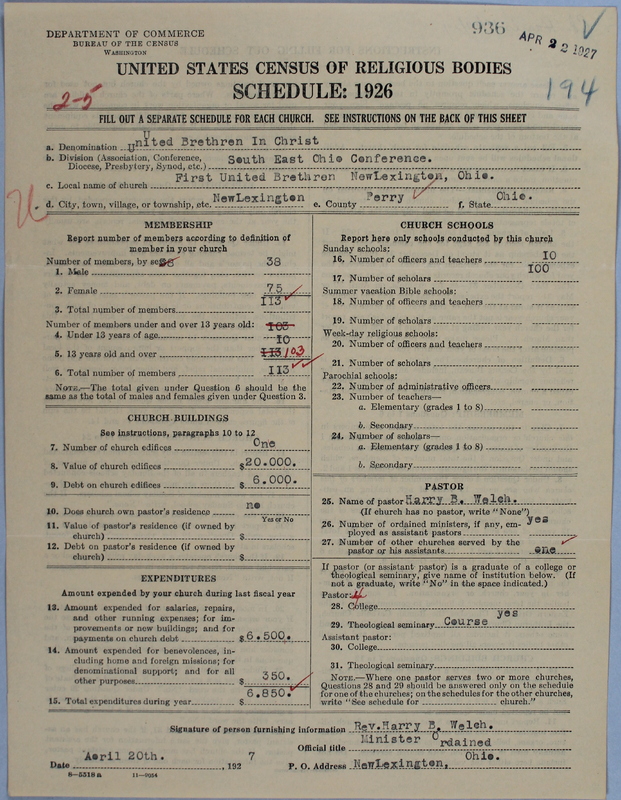 DEPARTMENT OF COMMERCE
BUREAU OF THE CENSUS
WASHINGTON
936
APR 22 1927
UNITED STATES CENSUS OF RELIGIOUS BODIES
SCHEDULE: 1926
2-5
194
FILL OUT A SEPARATE SCHEDULE FOR EACH CHURCH. SEE INSTRUCTIONS ON THE BACK OF THIS SHEET
a. Denomination United Brethren In Christ
b. Division (Association, Conference, Diocese, Presbytery, Synod, etc.) South East Ohio Conference.
c. Local name of church First United Brethren NewLexington, Ohio.
d. City, town, village, or township, etc. NewLexington e. County Perry f. State Ohio.
MEMBERSHIP
Report number of members according to definition of
member in your church
Number of members, by sex
1. Male 38
2. Female 75
3. Total number of members 113
Number of members under and over 13 years old: 103
4. Under 13 years of age 10
5. 13 years old and over 113 103
6. Total number of members 113
NOTE.—The total given under Question 6 should be the
same as the total of males and females given under Question 3.
CHURCH BUILDINGS
See instructions, paragraphs 10 to 12
7. Number of church edifices One
8. Value of church edifices $20.000.
9. Debt on church edifices $6.000.
10. Does church own pastor's residence no
Yes or No
11. Value of pastor's residence (if owned by
church) $
12. Debt on pastor's residence (if owned by
church) $
EXPENDITURES
Amount expended by your church during last fiscal year
13. Amount expended for salaries, repairs,
and other running expenses; for im-
provements or new buildings; and for
payments on church debt $6.500.
14. Amount expended for benevolences, in-
cluding home and foreign missions; for
denominational support; and for all
other purposes 350.
15. Total expenditures during year $6.850.
CHURCH SCHOOLS
Report here only schools conducted by this church
Sunday schools:
16. Number of officers and teachers 10
17. Number of scholars 100
Summer vacation Bible schools:
18. Number of officers and teachers
19. Number of scholars
Week-day religious schools:
20. Number of officers and teachers
21. Number of scholars
Parochial schools:
22. Number of administrative officers
23. Number of teachers—
a. Elementary (grades 1 to 8)
b. Secondary
24. Number of scholars—
a. Elementary (grades 1 to 8)
b. Secondary
PASTOR
25. Name of pastor Harry B. Welch.
(If church has no pastor, write "None")
26. Number of ordained ministers, if any, em-
ployed as assistant pastors yes
27. Number of other churches served by the
pastor or his assistants one
If pastor (or assistant pastor) is a graduate of a college or
theological seminary, give name of institution below. (If
not a graduate, write "No" in the space indicated.)
Pastor:
28. College
29. Theological seminary Course yes
Assistant pastor:
30. College
31. Theological seminary
NOTE.—Where one pastor serves two or more churches,
Questions 28 and 29 should be answered only on the schedule
for one of the churches; on the schedules for the other churches,
write "See schedule for church."
Signature of person furnishing information Rev.Harry B. Welch.
Official title Minister Ordained
Date April 20th. , 1927
P. O. Address NewLexington, Ohio.
8-5318a 11-9054